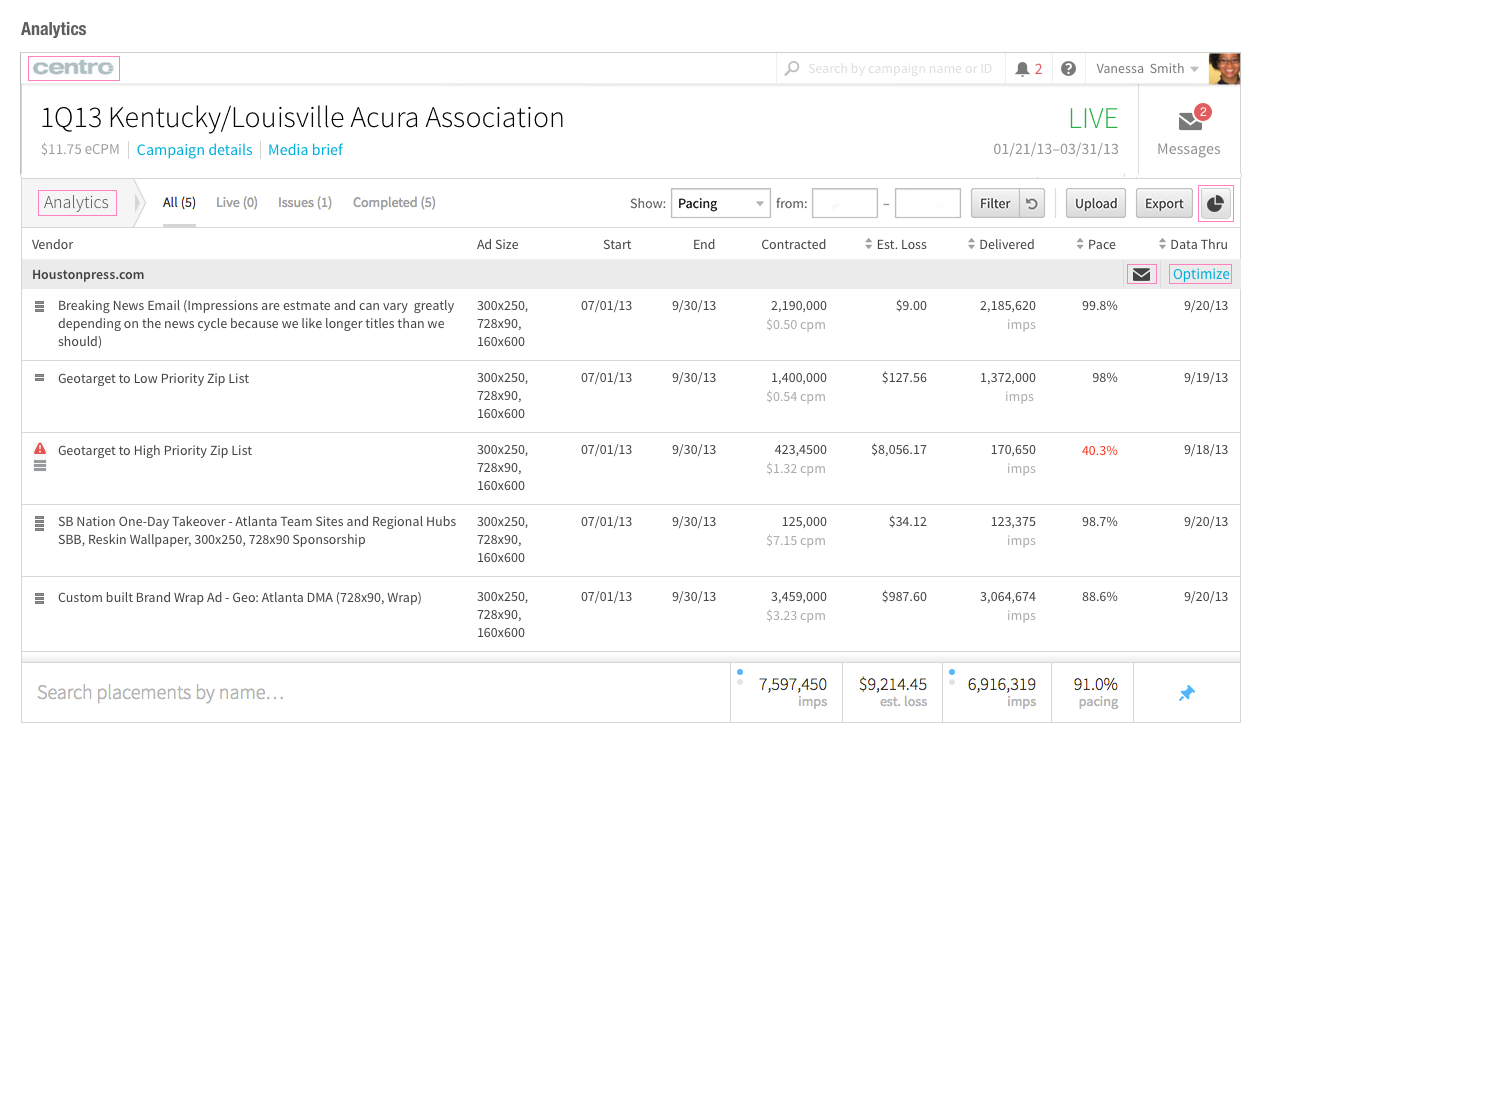 Analytics
centro
Search by campaign name or ID
2
Vanessa Smith
1Q13 Kentucky/Louisville Acura Association
LIVE
2
$11.75 eCPM
Campaign details
Media brief
01/21/13–03/31/13
Messages
Analytics
All (5)
Live (0)
Issues (1)
Completed (5)
Show:
Pacing
from:
–
Filter
Upload
Export
Vendor
Ad Size
Start
End
Contracted
Est. Loss
Delivered
Pace
Data Thru
Houstonpress.com
Optimize
Breaking News Email (Impressions are estmate and can vary  greatly
depending on the news cycle because we like longer titles than we
should)
300x250,
728x90,
160x600
07/01/13
9/30/13
2,190,000
$0.50 cpm
$9.00
2,185,620
imps
99.8%
9/20/13
Geotarget to Low Priority Zip List
300x250,
728x90,
160x600
07/01/13
9/30/13
1,400,000
$0.54 cpm
$127.56
1,372,000
imps
98%
9/19/13
Geotarget to High Priority Zip List
300x250,
728x90,
160x600
07/01/13
9/30/13
423,4500
$1.32 cpm
$8,056.17
170,650
imps
40.3%
9/18/13
SB Nation One-Day Takeover - Atlanta Team Sites and Regional Hubs
SBB, Reskin Wallpaper, 300x250, 728x90 Sponsorship
300x250,
728x90,
160x600
07/01/13
9/30/13
125,000
$7.15 cpm
$34.12
123,375
imps
98.7%
9/20/13
Custom built Brand Wrap Ad - Geo: Atlanta DMA (728x90, Wrap)
300x250,
728x90,
160x600
07/01/13
9/30/13
3,459,000
$3.23 cpm
$987.60
3,064,674
imps
88.6%
9/20/13
Search placements by name...
7,597,450
imps
$9,214.45
est. loss
6,916,319
imps
91.0%
pacing